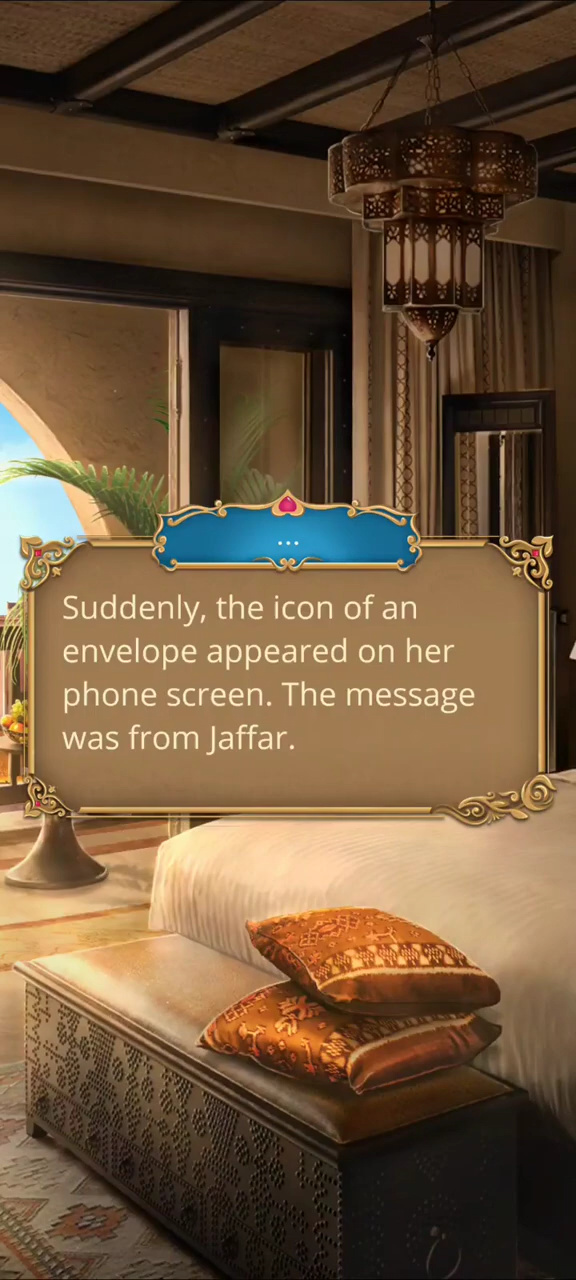 ...
Suddenly, the icon of an
envelope appeared on her
phone screen. The message
was from Jaffar.